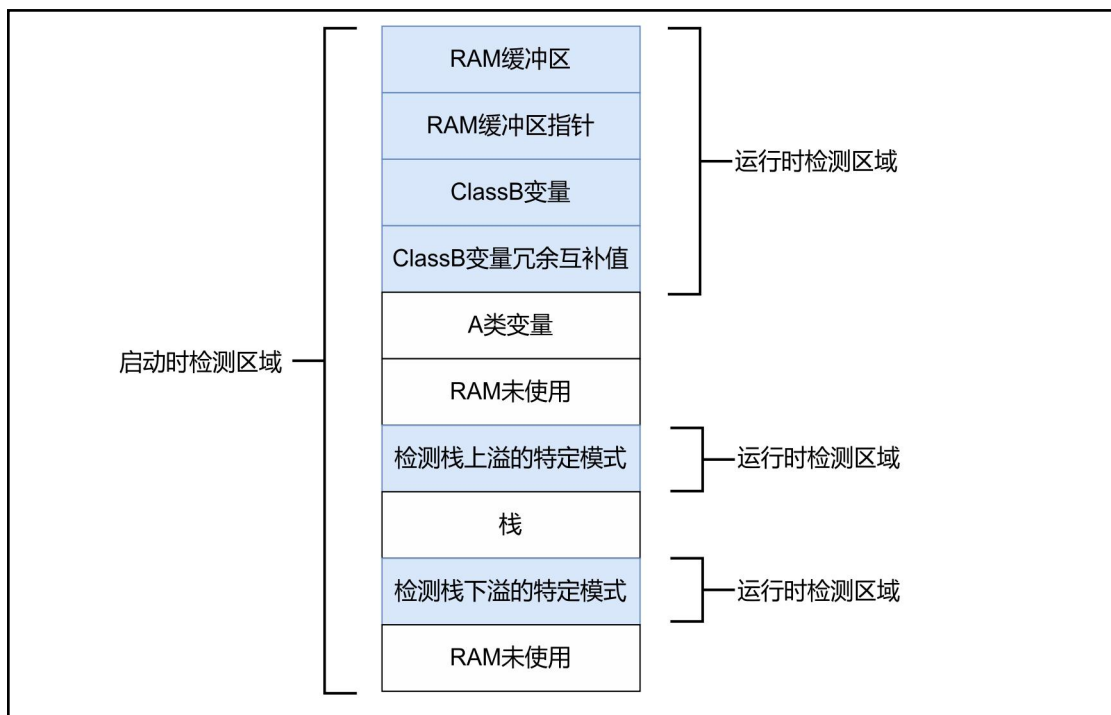 RAM缓冲区
RAM缓冲区指针
ClassB变量
ClassB变量冗余互补值
A类变量
RAM未使用
检测栈上溢的特定模式
栈
检测栈下溢的特定模式
RAM未使用
启动时检测区域
运行时检测区域
运行时检测区域
运行时检测区域